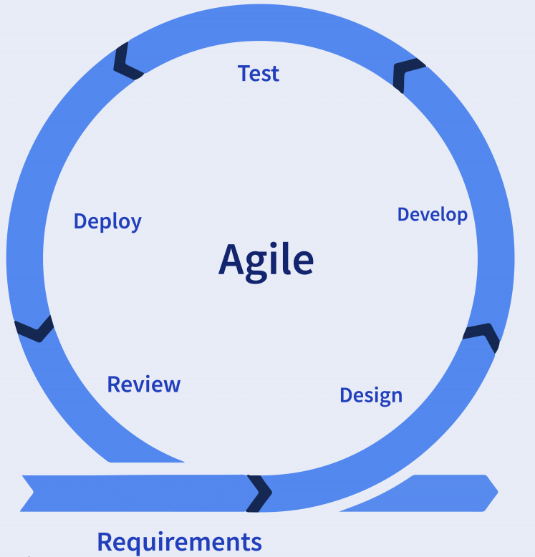 Test
Deploy
Develop
Agile
Review
Design
Requirements